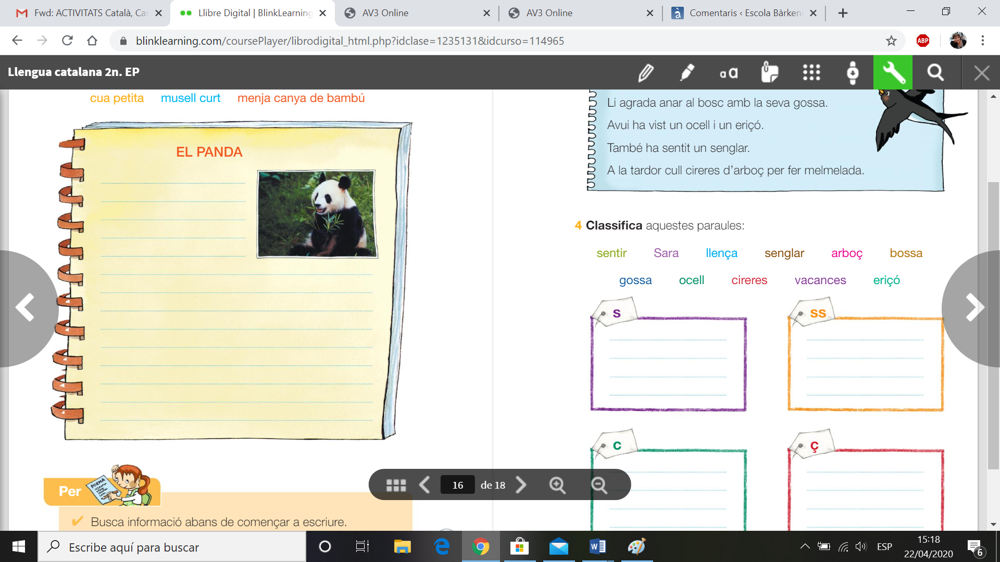 Fwd: ACTIVITATS Català, Cas
Llibre Digital | BlinkLearning
AV3 Online
AV3 Online
Comentaris ‹ Escola Bàrken
blinklearning.com/coursePlayer/librodigital_html.php?idclase=1235131&idcurso=114965
ABP
Llengua catalana 2n. EP
aa
cua petita musell curt menja canya de bambú
EL PANDA
Per
POEMA
✔ Busca informació abans de començar a escriure.
Li agrada anar al bosc amb la seva gossa.
Avui ha vist un ocell i un eriçó.
També ha sentit un senglar.
A la tardor cull cireres d’arboç per fer melmelada.
4 Classifica aquestes paraules:
sentir Sara llença senglar arboç bossa
gossa ocell cireres vacances eriçó
s ss
c ç
16 de 18
Escribe aquí para buscar
ESP
15:18
22/04/2020
6